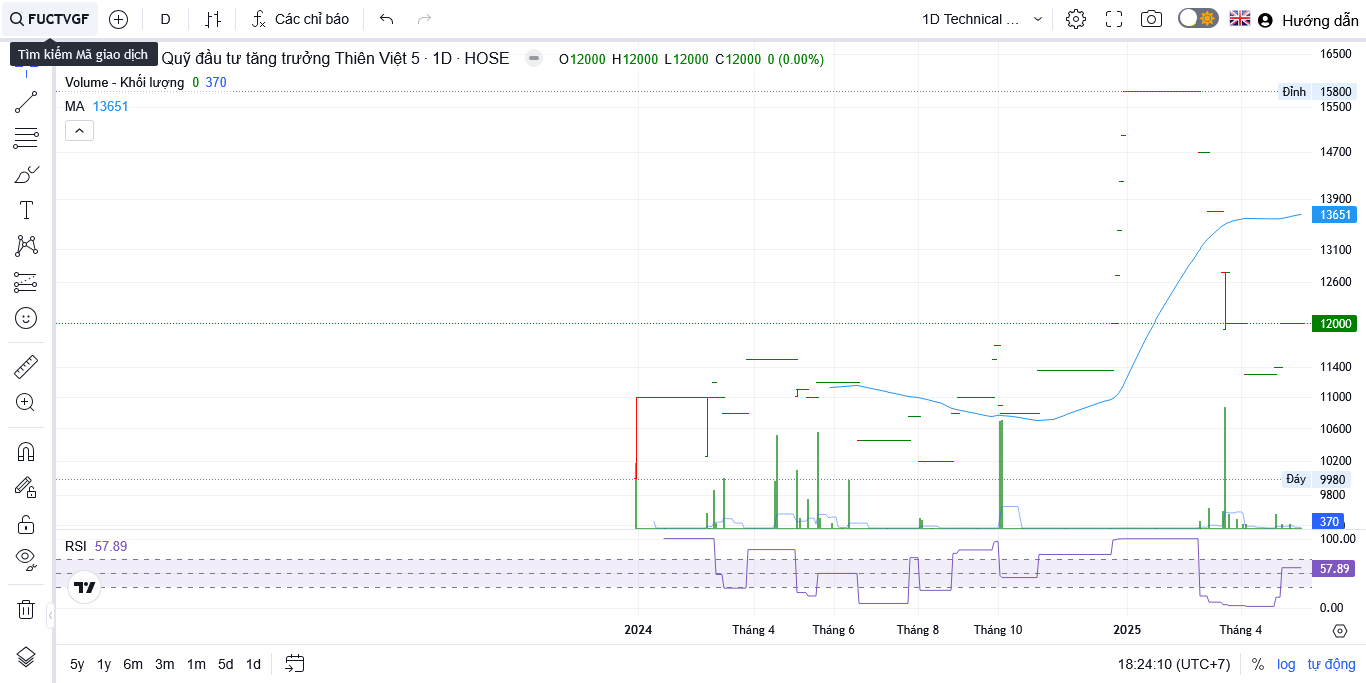 FUCTVGF
D
Các chỉ báo
1D Technical ...
Hướng dẫn
Tìm kiếm Mã giao dịch
Quỹ đầu tư tăng trưởng Thiên Việt 5 · 1D · HOSE
O12000 H12000 L12000 C12000 0 (0.00%)
Volume - Khối lượng 0 370
MA 13651
16500
Đỉnh 15800
15500
14700
13900
13651
13100
12600
12000
11400
11000
10600
10200
Đáy 9980
9800
370
RSI 57.89
100.00
57.89
0.00
2024 Tháng 4 Tháng 6 Tháng 8 Tháng 10 2025 Tháng 4
5y 1y 6m 3m 1m 5d 1d
18:24:10 (UTC+7) % log tự động